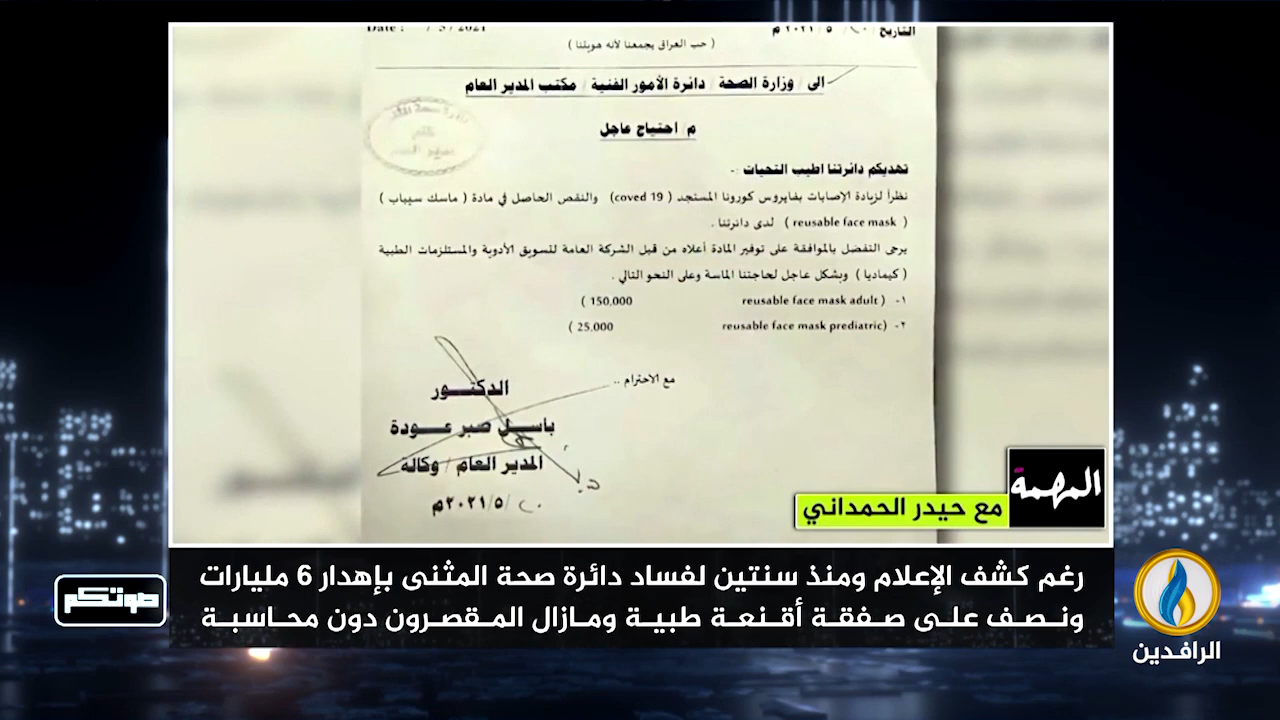 التاريخ / ٥ / ٢٠٢١ م
Date : / 5 / 2021
( حب العراق يجمعنا لأنه هويتنا )
الى / وزارة الصحة / دائرة الأمور الفنية / مكتب المدير العام
م/ احتياج عاجل
تهديكم دائرتنا اطيب التحيات :-
نظراً لزيادة الإصابات بفايروس كورونا المستجد ( coved 19 ) والنقص الحاصل في مادة ( ماسك سيباب )
( reusable face mask ) لدى دائرتنا .
يرجى التفضل بالموافقة على توفير المادة أعلاه من قبل الشركة العامة لتسويق الأدوية والمستلزمات الطبية
( كيماديا ) وبشكل عاجل لحاجتنا الماسة وعلى النحو التالي .
١- ( reusable face mask adult 150,000 )
٢- (reusable face mask prediatric 25.000 )
مع الاحترام ..
الدكتور
باسل صبر عودة
المدير العام / وكالة
/ ٥ / ٢٠٢١م
المهمة
مع حيدر الحمداني
رغم كشف الإعلام ومنذ سنتين لفساد دائرة صحة المثنى بإهدار 6 مليارات
ونصف على صفقة أقنعة طبية ومازال المقصرون دون محاسبة
صوتكم
الرافدين